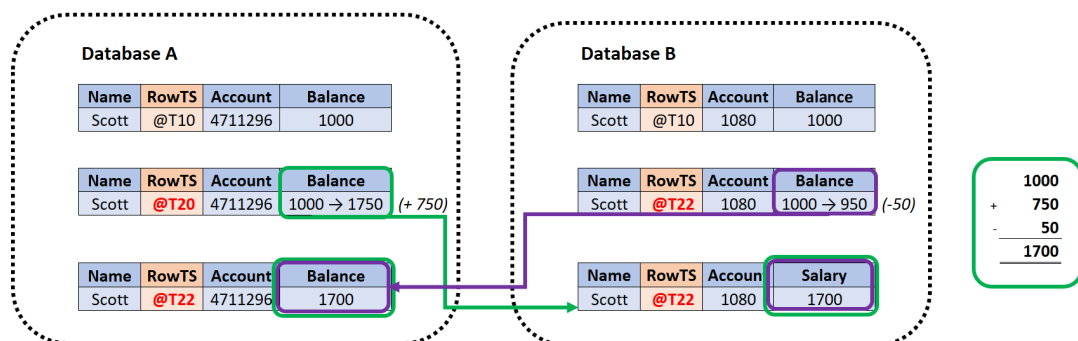 Database A
Name RowTS Account Balance
Scott @T10 4711296 1000
Name RowTS Account Balance
Scott @T20 4711296 1000 → 1750 (+ 750)
Name RowTS Account Balance
Scott @T22 4711296 1700
Database B
Name RowTS Account Balance
Scott @T10 1080 1000
Name RowTS Account Balance
Scott @T22 1080 1000 → 950 (-50)
Name RowTS Account Salary
Scott @T22 1080 1700
1000
+ 750
- 50
1700